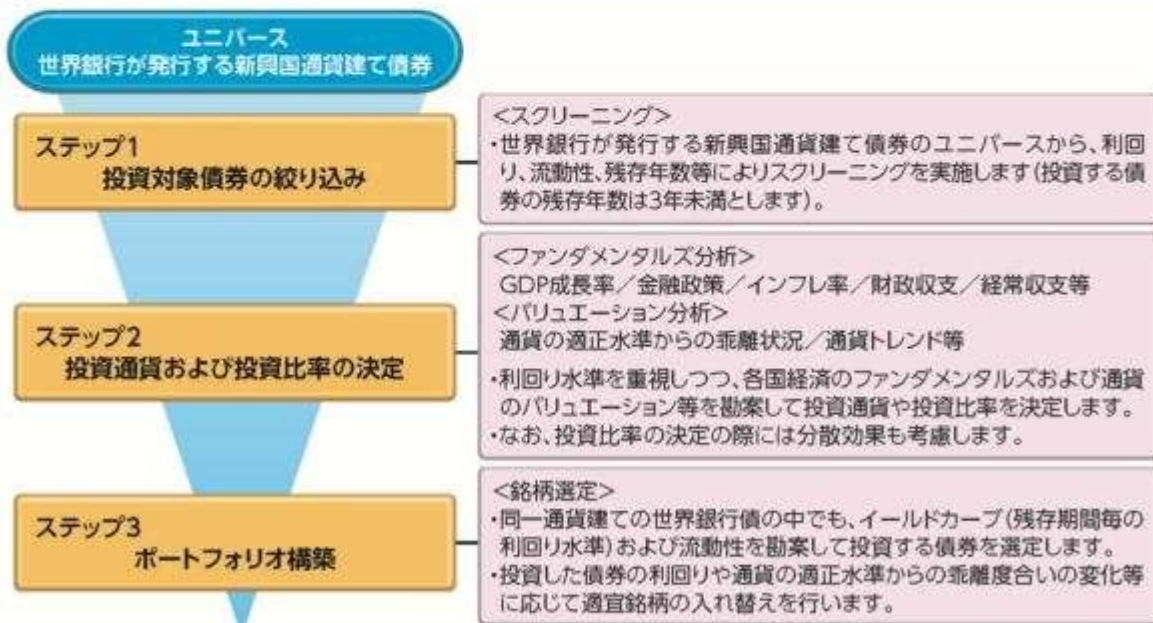 ユニバース
世界銀行が発行する新興国通貨建て債券
ステップ1
投資対象債券の絞り込み
<スクリーニング>
・世界銀行が発行する新興国通貨建て債券のユニバースから、利回
り、流動性、残存年数等によりスクリーニングを実施します(投資する債
券の残存年数は3年未満とします)。
ステップ2
投資通貨および投資比率の決定
<ファンダメンタルズ分析>
GDP成長率/金融政策/インフレ率/財政収支/経常収支等
<バリュエーション分析>
通貨の適正水準からの乖離状況/通貨トレンド等
・利回り水準を重視しつつ、各国経済のファンダメンタルズおよび通貨
のバリュエーション等を勘案して投資通貨や投資比率を決定します。
・なお、投資比率の決定の際には分散効果も考慮します。
ステップ3
ポートフォリオ構築
<銘柄選定>
・同一通貨建ての世界銀行債の中でも、イールドカーブ(残存期間毎の
利回り水準)および流動性を勘案して投資する債券を選定します。
・投資した債券の利回りや通貨の適正水準からの乖離度合いの変化等
に応じて適宜銘柄の入れ替えを行います。